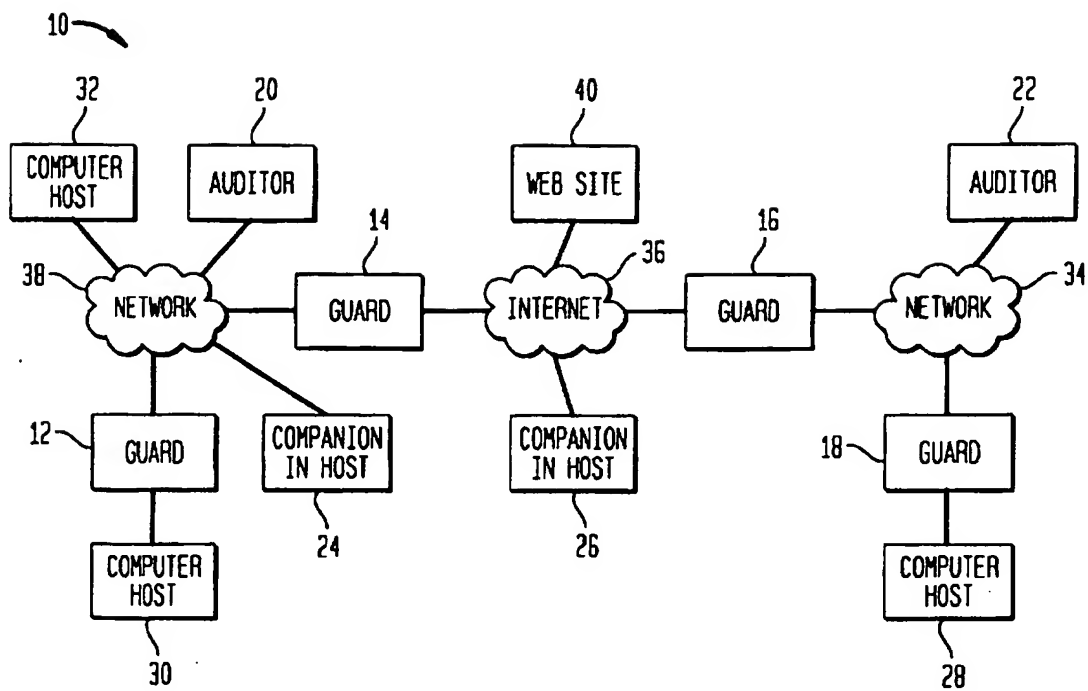 10
32
20
40
22
COMPUTER
HOST
AUDITOR
WEB SITE
AUDITOR
14
36
16
38
34
NETWORK
GUARD
INTERNET
GUARD
NETWORK
12
GUARD
COMPANION
IN HOST
COMPANION
IN HOST
18
GUARD
24
26
COMPUTER
HOST
COMPUTER
HOST
30
28